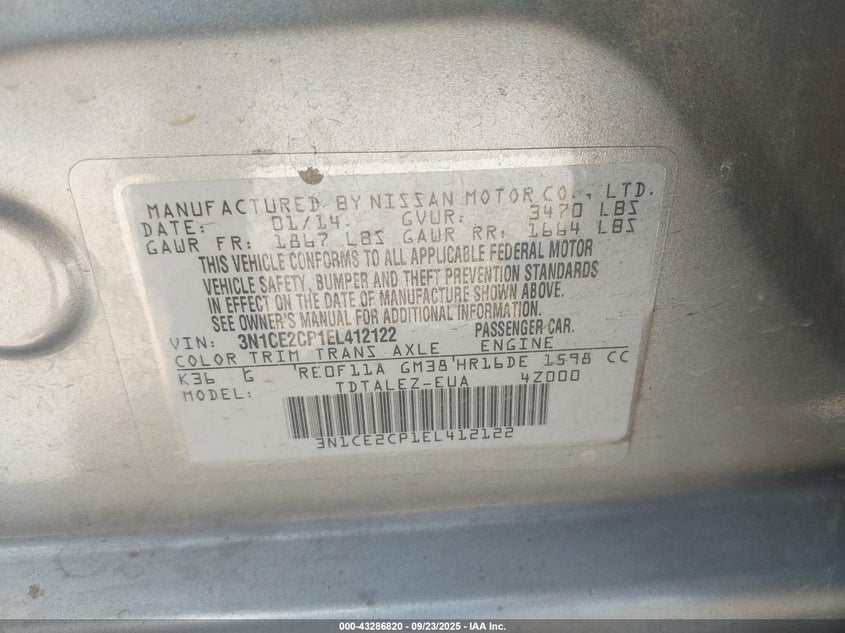 MANUFACTURED BY NISSAN MOTOR CO., LTD.
DATE: 01/14 GVWR: 3470 LBS
GAWR FR: 1867 LBS GAWR RR: 1664 LBS
THIS VEHICLE CONFORMS TO ALL APPLICABLE FEDERAL MOTOR
VEHICLE SAFETY, BUMPER AND THEFT PREVENTION STANDARDS
IN EFFECT ON THE DATE OF MANUFACTURE SHOWN ABOVE.
SEE OWNER'S MANUAL FOR ADDITIONAL INFORMATION
VIN: 3N1CE2CP1EL412122 PASSENGER CAR.
COLOR TRIM TRANS AXLE ENGINE
K36 G RE0F11A GM38 HR16DE 1598 CC
MODEL: TDTALEZ-EUA 4Z000
3N1CE2CP1EL412122
000-43286820 - 09/23/2025 - IAA Inc.